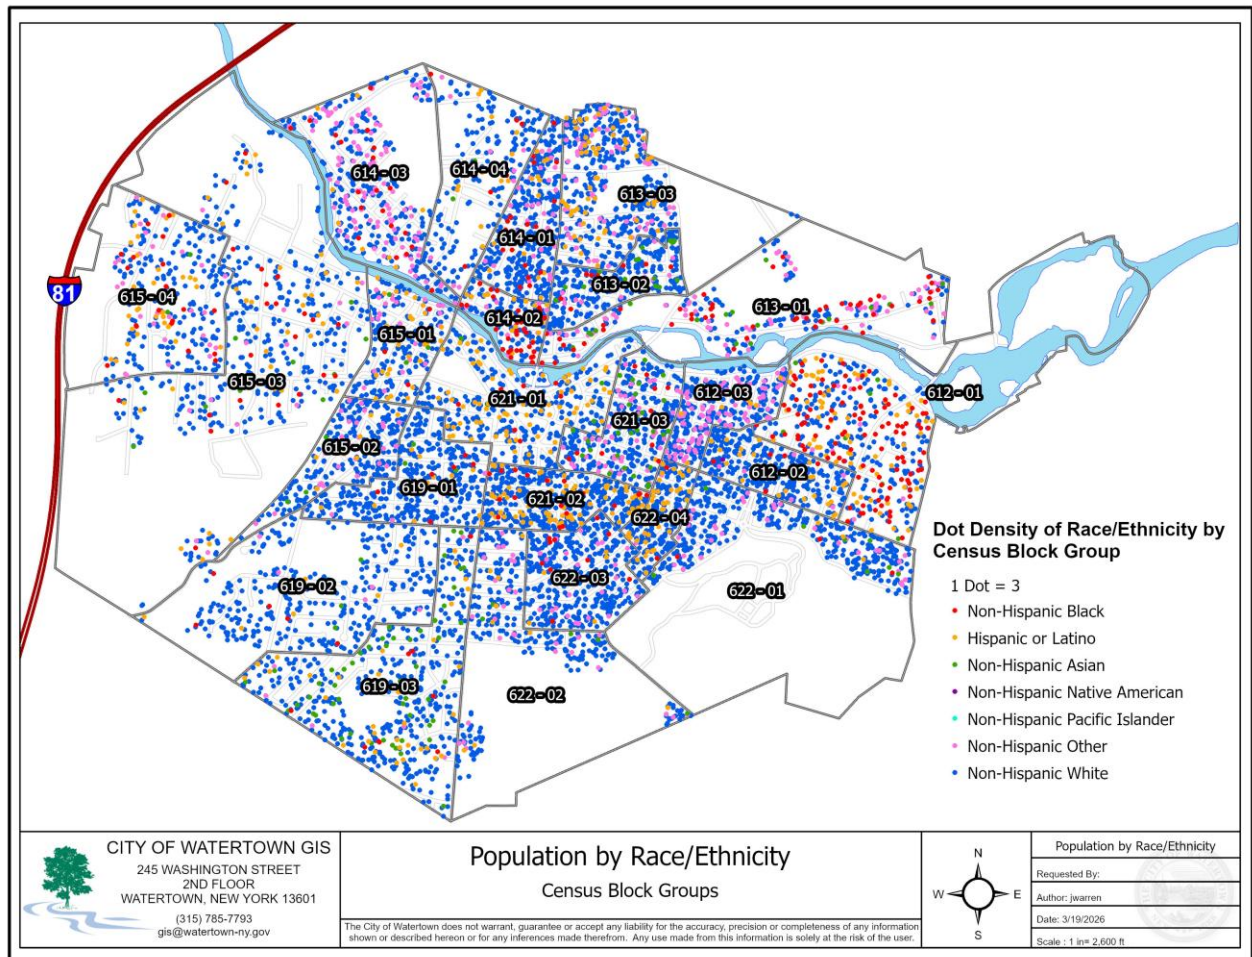 614 - 03
614 - 04
613 - 03
614 - 01
613 - 02
81
615 - 04
614 - 02
613 - 01
615 - 01
615 - 03
621 - 01
612 - 03
612 - 01
621 - 03
615 - 02
612 - 02
619 - 01
621 - 02
622 - 04
Dot Density of Race/Ethnicity by
Census Block Group
1 Dot = 3
Non-Hispanic Black
Hispanic or Latino
Non-Hispanic Asian
Non-Hispanic Native American
Non-Hispanic Pacific Islander
Non-Hispanic Other
Non-Hispanic White
622 - 03
619 - 02
622 - 01
619 - 03
622 - 02
CITY OF WATERTOWN GIS
245 WASHINGTON STREET
2ND FLOOR
WATERTOWN, NEW YORK 13601
(315) 785-7793
gis@watertown-ny.gov
Population by Race/Ethnicity
Census Block Groups
The City of Watertown does not warrant, guarantee or accept any liability for the accuracy, precision or completeness of any information
shown or described hereon or for any inferences made therefrom. Any use made from this information is solely at the risk of the user.
N
W
E
S
Population by Race/Ethnicity
Requested By:
Author: jwarren
Date: 3/19/2026
Scale : 1 in= 2,600 ft